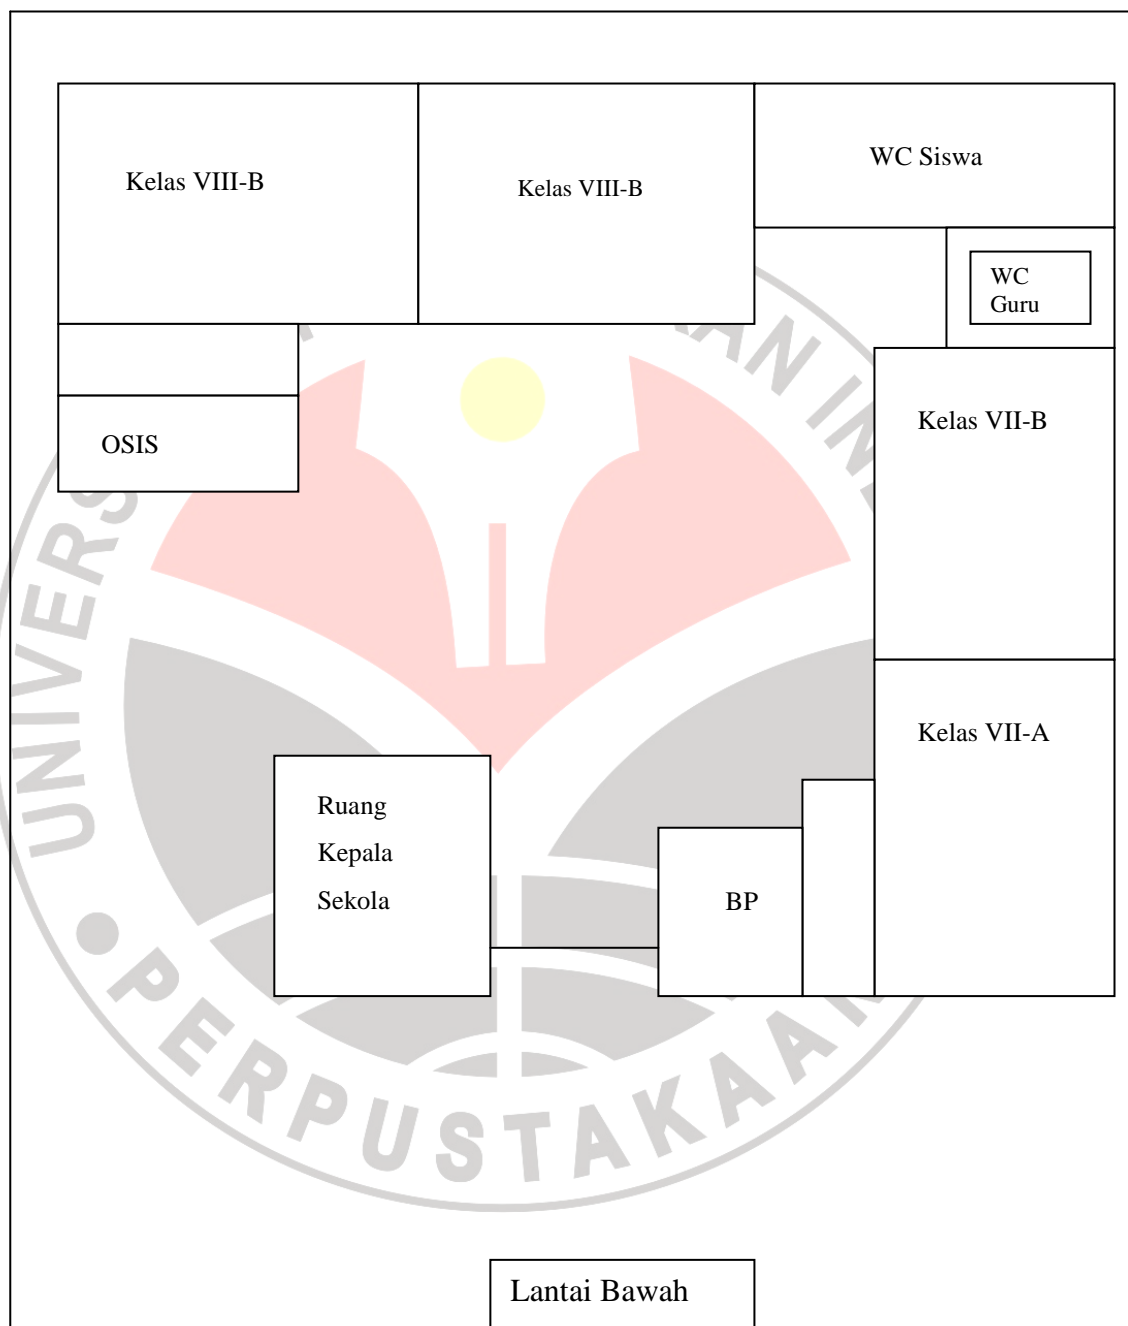 Kelas VIII-B
Kelas VIII-B
WC Siswa
WC
Guru
OSIS
Kelas VII-B
Kelas VII-A
Ruang
Kepala
Sekola
BP
Lantai Bawah
PERPUSTAKAAN